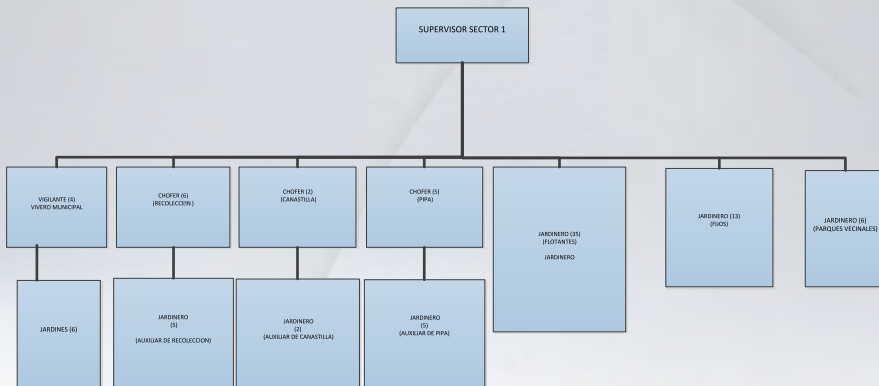 SUPERVISOR SECTOR 1
VIGILANTE (4)
VIVERO MUNICIPAL
CHOFER (6)
(RECOLECCION)
CHOFER (2)
(CANASTILLA)
CHOFER (5)
(PIPA)
JARDINERO (35)
(FLOTANTES)
JARDINERO
JARDINERO (13)
(FIJOS)
JARDINERO (6)
(PARQUES VECINALES)
JARDINES (6)
JARDINERO
(5)
(AUXILIAR DE RECOLECCION)
JARDINERO
(2)
(AUXILIAR DE CANASTILLA)
JARDINERO
(5)
(AUXILIAR DE PIPA)